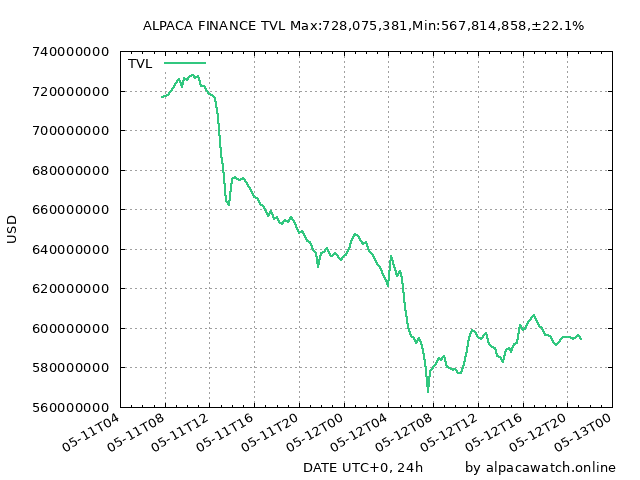 ALPACA FINANCE TVL Max:728,075,381,Min:567,814,858,±22.1%
TVL
740000000
720000000
700000000
680000000
660000000
640000000
620000000
600000000
580000000
560000000
USD
05-11T04
05-11T08
05-11T12
05-11T16
05-11T20
05-12T00
05-12T04
05-12T08
05-12T12
05-12T16
05-12T20
05-13T00
DATE UTC+0, 24h
by alpacawatch.online